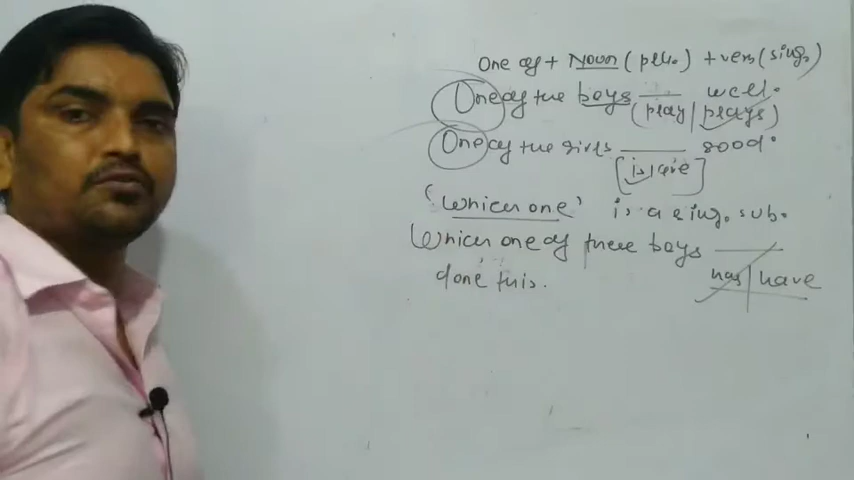 One of + Noun (plu.) + verb (sing.)
One of the boys ___ well.
(play | plays)
One of the girls ___ good.
[is | are]
'Which one' is a sing. sub.
Which one of these boys ___
done this.
has | have